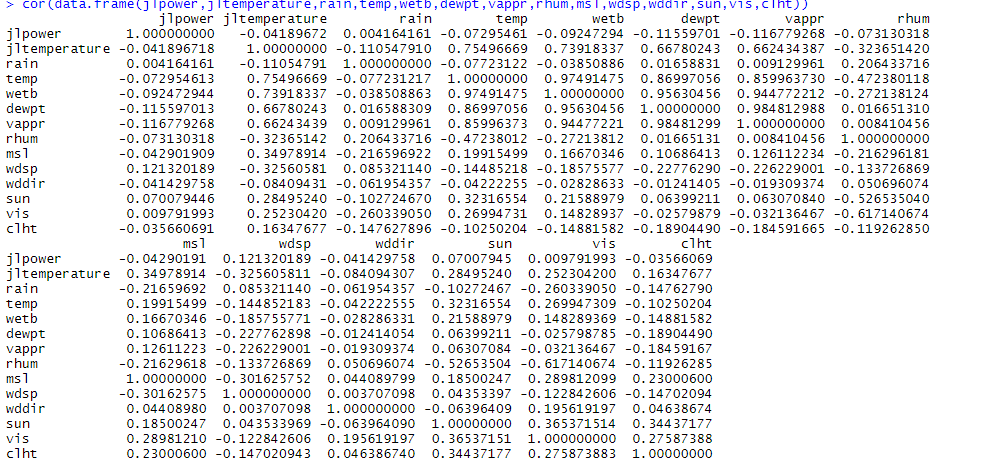 > cor(data.frame(jlpower,jltemperature,rain,temp,wetb,dewpt,vappr,rhum,msl,wdsp,wddir,sun,vis,clht))
jlpower jltemperature rain temp wetb dewpt vappr rhum
jlpower 1.000000000 -0.04189672 0.004164161 -0.07295461 -0.09247294 -0.11559701 -0.116779268 -0.073130318
jltemperature -0.041896718 1.00000000 -0.110547910 0.75496669 0.73918337 0.66780243 0.662434387 -0.323651420
rain 0.004164161 -0.11054791 1.000000000 -0.07723122 -0.03850886 0.01658831 0.009129961 0.206433716
temp -0.072954613 0.75496669 -0.077231217 1.00000000 0.97491475 0.86997056 0.859963730 -0.472380118
wetb -0.092472944 0.73918337 -0.038508863 0.97491475 1.00000000 0.95630456 0.944772212 -0.272138124
dewpt -0.115597013 0.66780243 0.016588309 0.86997056 0.95630456 1.00000000 0.984812988 0.016651310
vappr -0.116779268 0.66243439 0.009129961 0.85996373 0.94477221 0.98481299 1.000000000 0.008410456
rhum -0.073130318 -0.32365142 0.206433716 -0.47238012 -0.27213812 0.01665131 0.008410456 1.000000000
msl -0.042901909 0.34978914 -0.216596922 0.19915499 0.16670346 0.10686413 0.126112234 -0.216296181
wdsp 0.121320189 -0.32560581 0.085321140 -0.14485218 -0.18575577 -0.22776290 -0.226229001 -0.133726869
wddir -0.041429758 -0.08409431 -0.061954357 -0.04222255 -0.02828633 -0.01241405 -0.019309374 0.050696074
sun 0.070079446 0.28495240 -0.102724670 0.32316554 0.21588979 0.06399211 0.063070840 -0.526535040
vis 0.009791993 0.25230420 -0.260339050 0.26994731 0.14828937 -0.02579879 -0.032136467 -0.617140674
clht -0.035660691 0.16347677 -0.147627896 -0.10250204 -0.14881582 -0.18904490 -0.184591665 -0.119262850
msl wdsp wddir sun vis clht
jlpower -0.04290191 0.121320189 -0.041429758 0.07007945 0.009791993 -0.03566069
jltemperature 0.34978914 -0.325605811 -0.084094307 0.28495240 0.252304200 0.16347677
rain -0.21659692 0.085321140 -0.061954357 -0.10272467 -0.260339050 -0.14762790
temp 0.19915499 -0.144852183 -0.042222555 0.32316554 0.269947309 -0.10250204
wetb 0.16670346 -0.185755771 -0.028286331 0.21588979 0.148289369 -0.14881582
dewpt 0.10686413 -0.227762898 -0.012414054 0.06399211 -0.025798785 -0.18904490
vappr 0.12611223 -0.226229001 -0.019309374 0.06307084 -0.032136467 -0.18459167
rhum -0.21629618 -0.133726869 0.050696074 -0.52653504 -0.617140674 -0.11926285
msl 1.00000000 -0.301625752 0.044089799 0.18500247 0.289812099 0.23000600
wdsp -0.30162575 1.000000000 0.003707098 0.04353397 -0.122842606 -0.14702094
wddir 0.04408980 0.003707098 1.000000000 -0.06396409 0.195619197 0.04638674
sun 0.18500247 0.043533969 -0.063964090 1.00000000 0.365371514 0.34437177
vis 0.28981210 -0.122842606 0.195619197 0.36537151 1.000000000 0.27587388
clht 0.23000600 -0.147020943 0.046386740 0.34437177 0.275873883 1.00000000